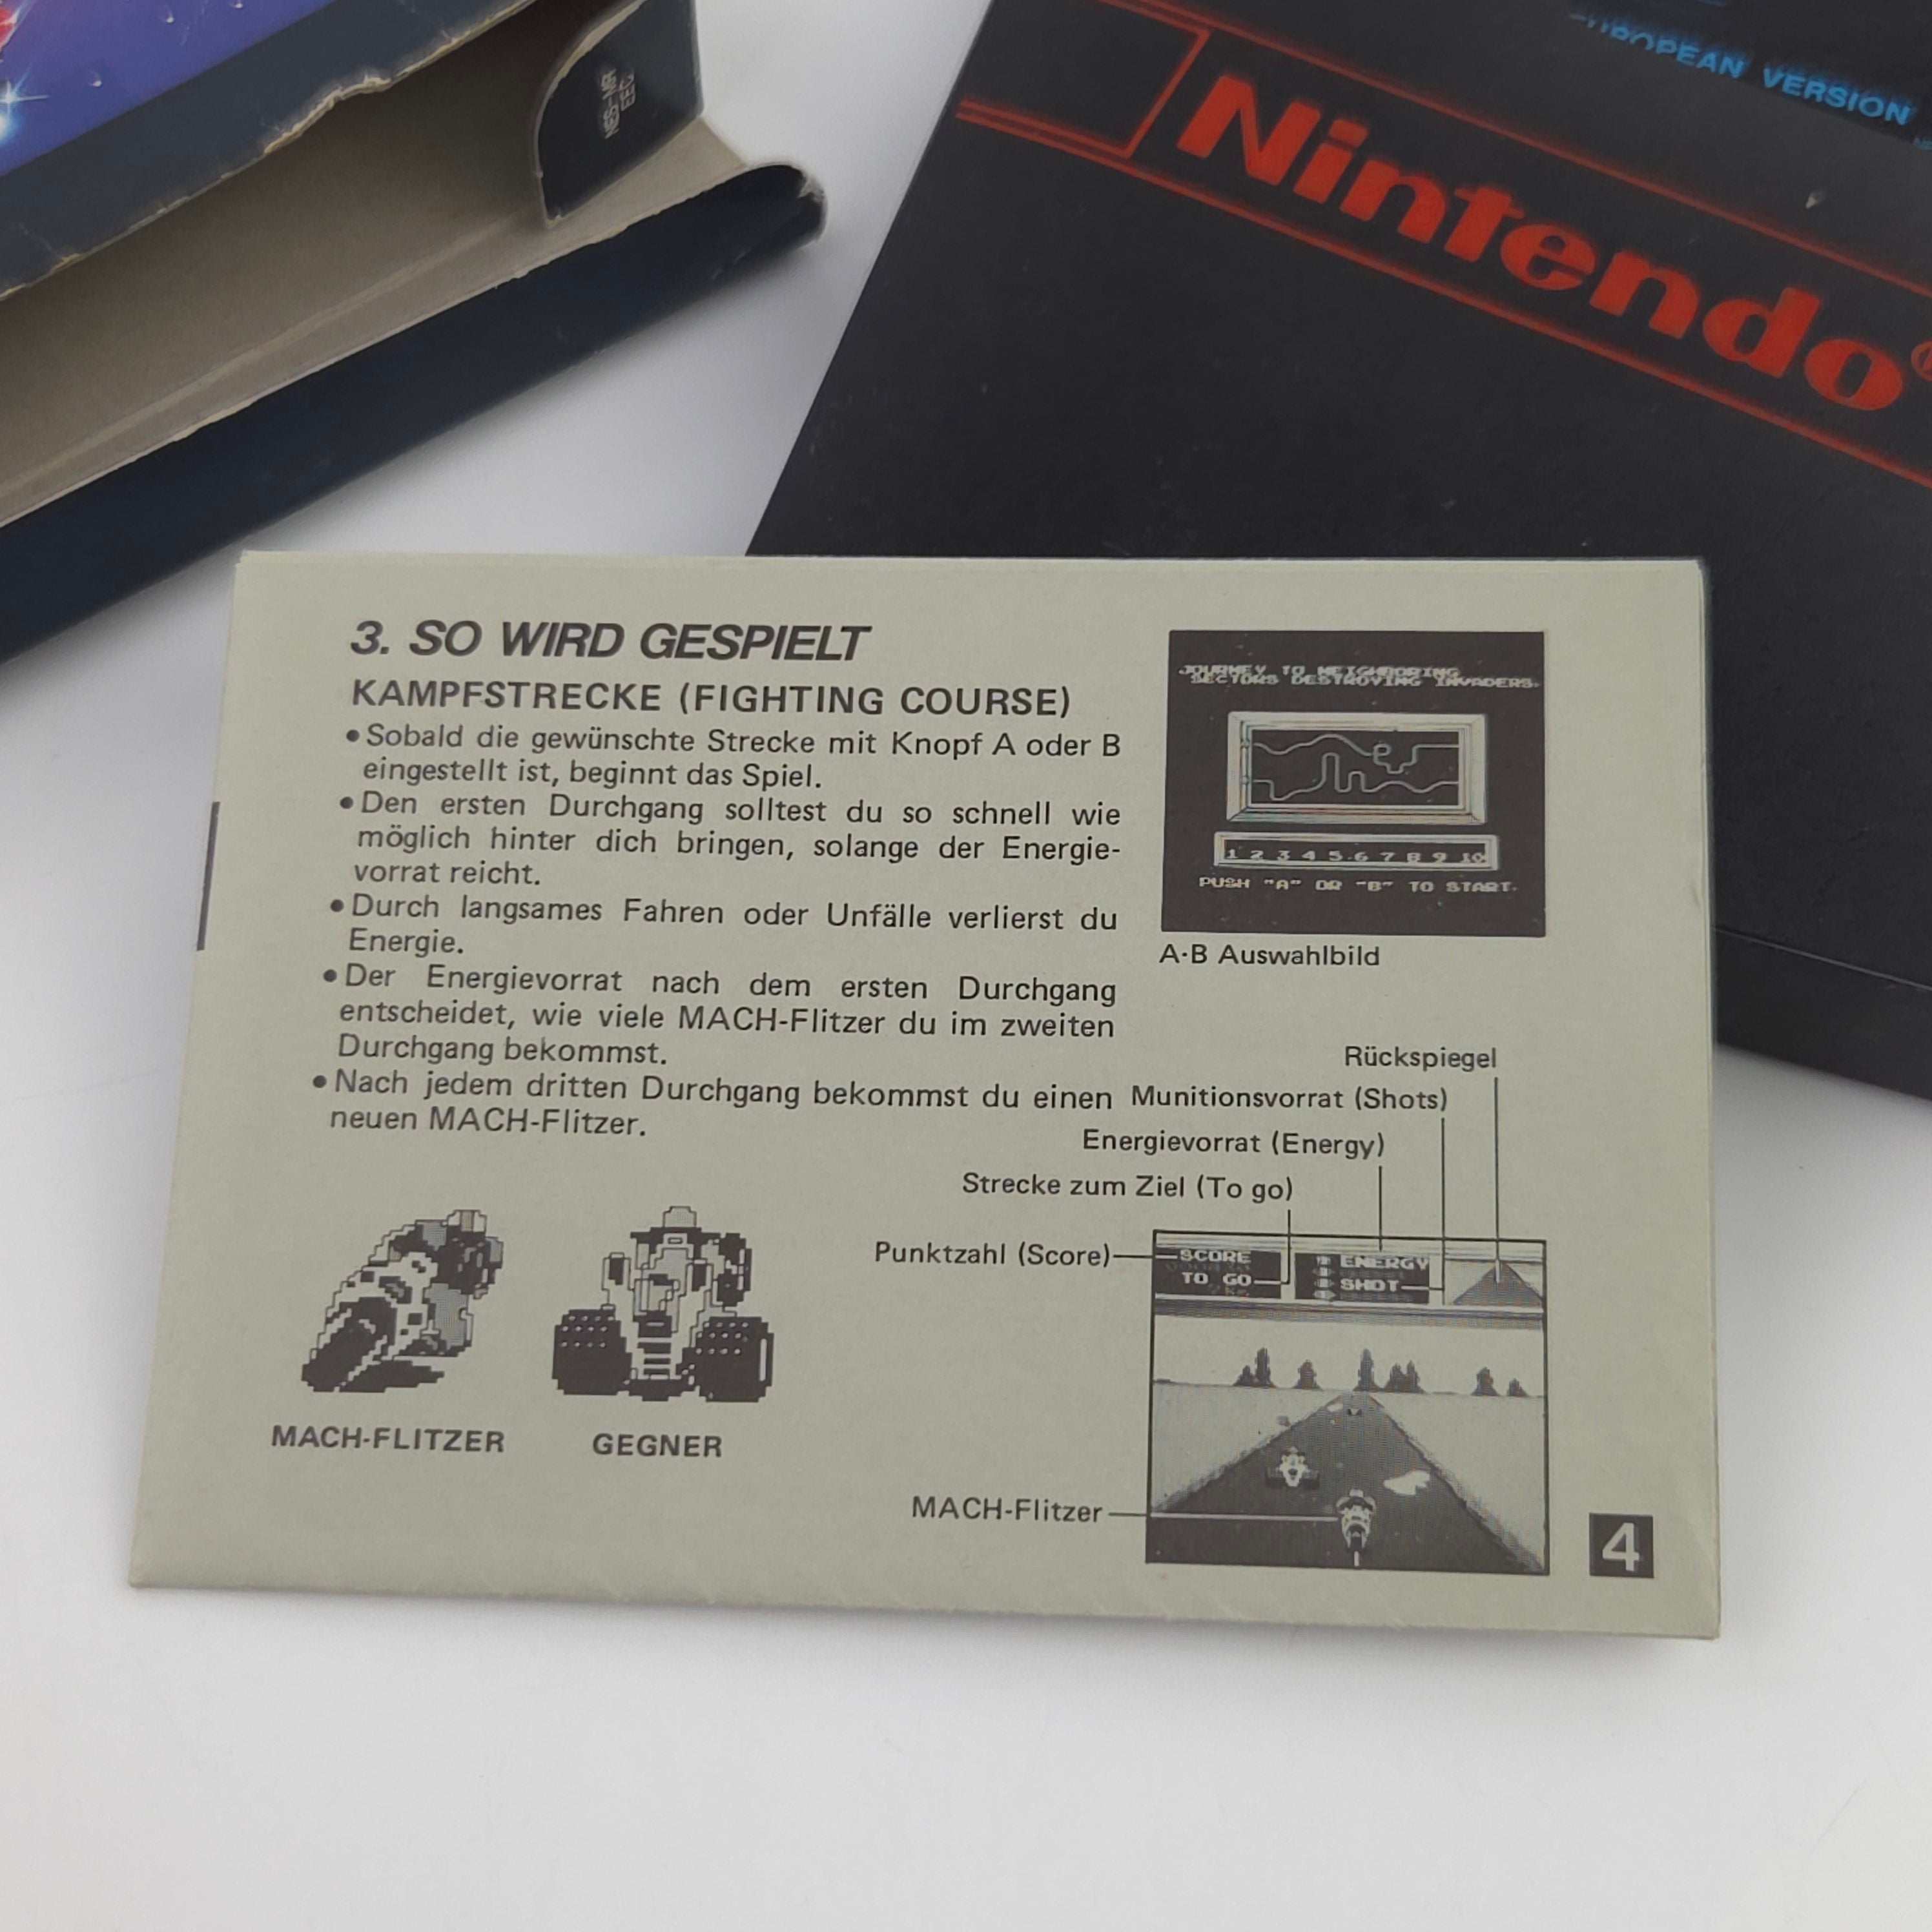 EUROPEAN VERSION
Nintendo®
3. SO WIRD GESPIELT
KAMPFSTRECKE (FIGHTING COURSE)
• Sobald die gewünschte Strecke mit Knopf A oder B
eingestellt ist, beginnt das Spiel.
• Den ersten Durchgang solltest du so schnell wie
möglich hinter dich bringen, solange der Energie-
vorrat reicht.
• Durch langsames Fahren oder Unfälle verlierst du
Energie.
• Der Energievorrat nach dem ersten Durchgang
entscheidet, wie viele MACH-Flitzer du im zweiten
Durchgang bekommst.
• Nach jedem dritten Durchgang bekommst du einen
neuen MACH-Flitzer.
JOURNEY TO NEIGHBORING
SECTORS DESTROYING INVADERS.
1 2 3 4 5 6 7 8 9 10
PUSH "A" OR "B" TO START.
A-B Auswahlbild
Rückspiegel
Munitionsvorrat (Shots)
Energievorrat (Energy)
Strecke zum Ziel (To go)
Punktzahl (Score)
SCORE
TO GO
ENERGY
SHOT
MACH-FLITZER
GEGNER
MACH-Flitzer
4